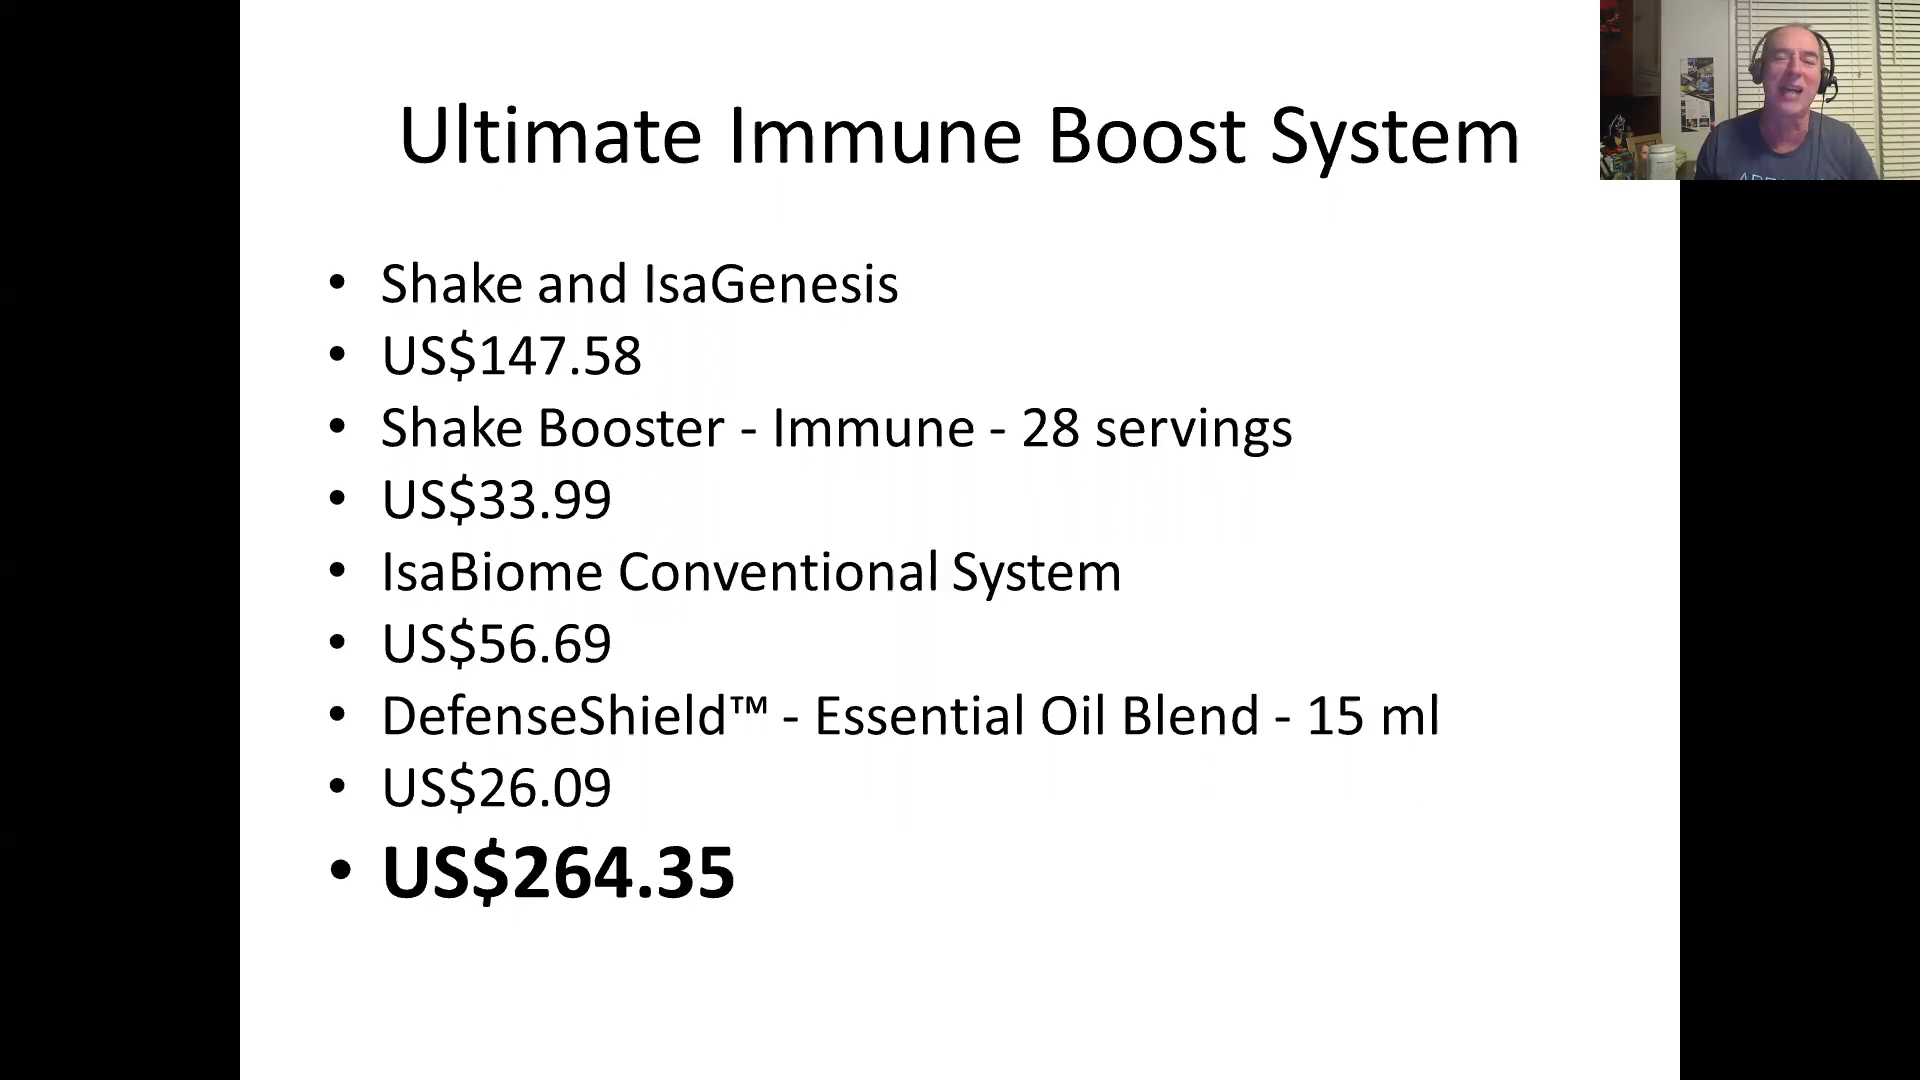 Ultimate Immune Boost System
• Shake and IsaGenesis
• US$147.58
• Shake Booster - Immune - 28 servings
• US$33.99
• IsaBiome Conventional System
• US$56.69
• DefenseShield™ - Essential Oil Blend - 15 ml
• US$26.09
• US$264.35